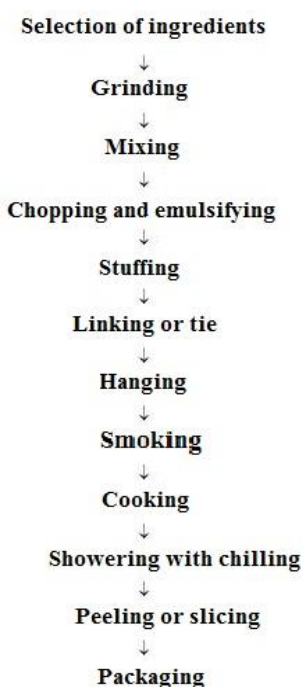 Selection of ingredients
↓
Grinding
↓
Mixing
↓
Chopping and emulsifying
↓
Stuffing
↓
Linking or tie
↓
Hanging
↓
Smoking
↓
Cooking
↓
Showering with chilling
↓
Peeling or slicing
↓
Packaging